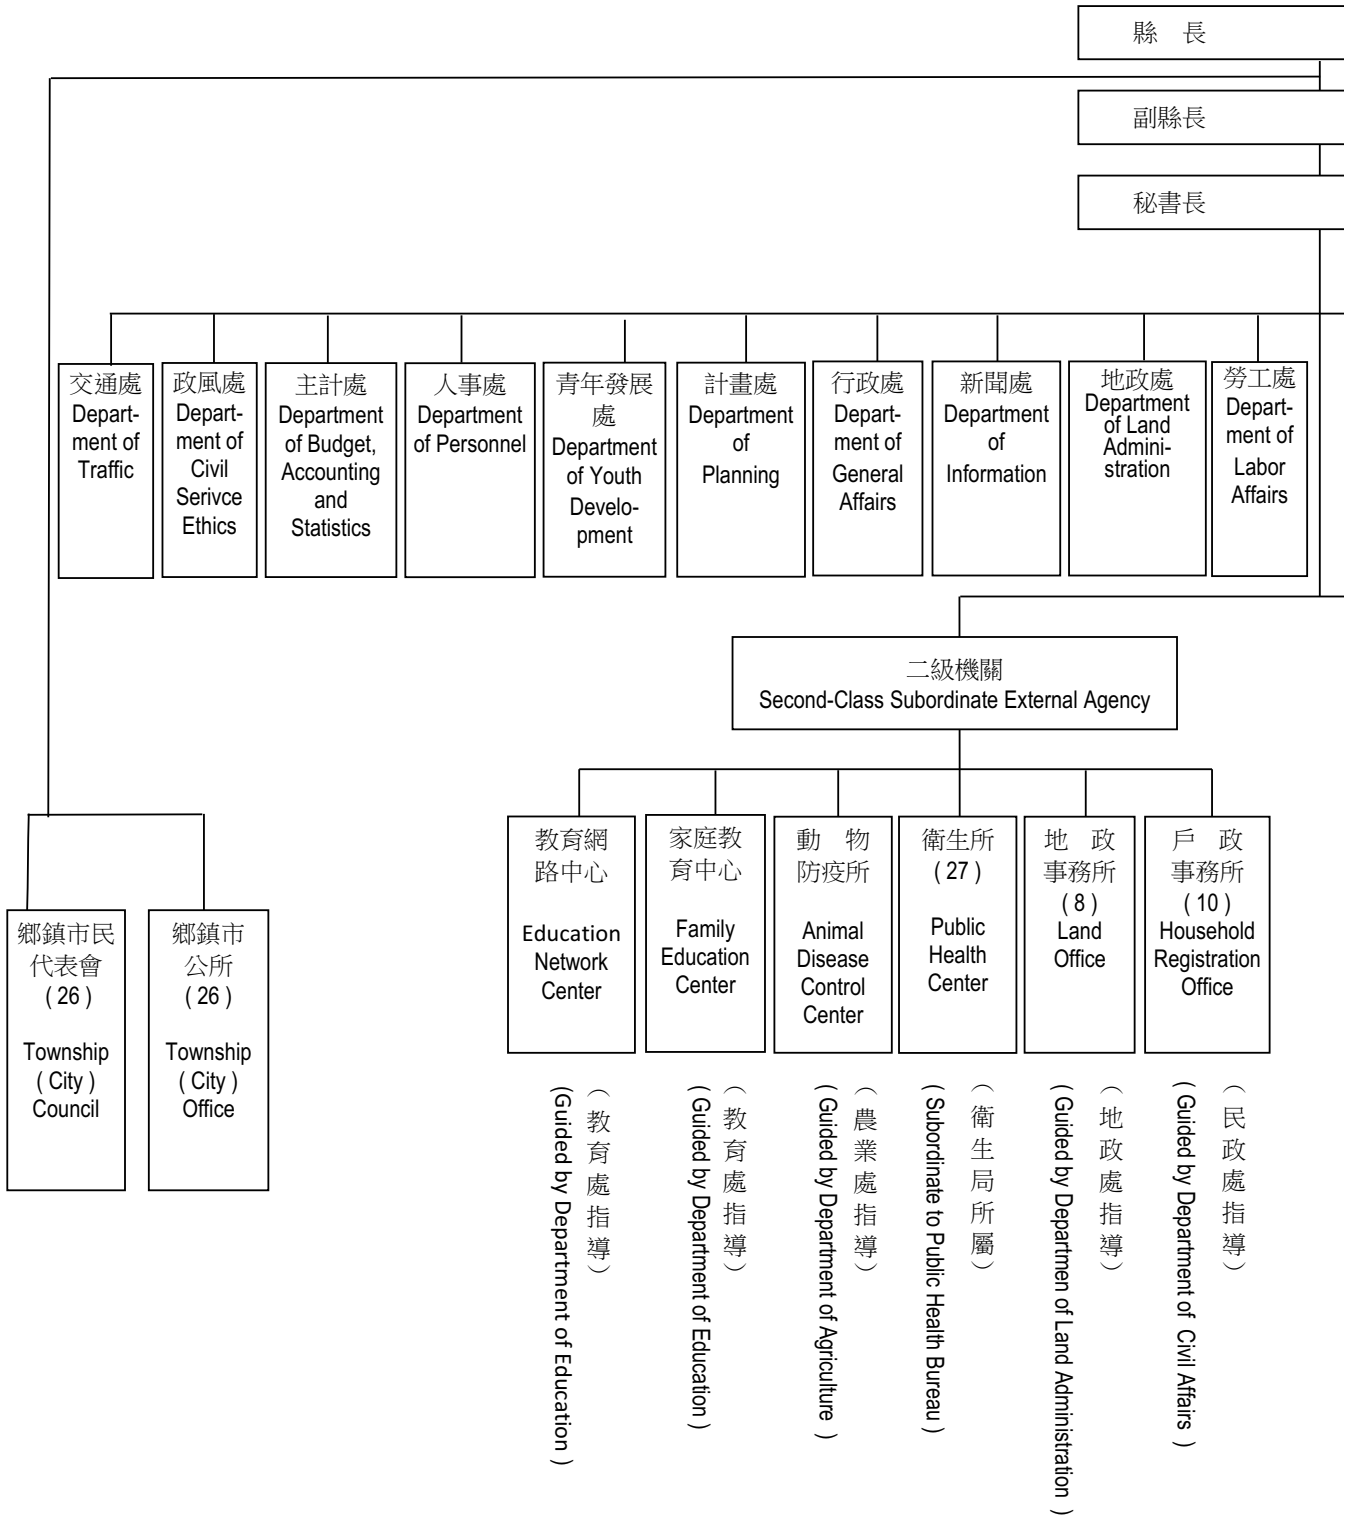 縣　長
副縣長
秘書長
交通處
Depart-
ment of
Traffic
政風處
Depart-
ment of
Civil
Serivce
Ethics
主計處
Department
of Budget,
Accounting
and
Statistics
人事處
Department
of Personnel
青年發展
處
Department
of Youth
Develo-
pment
計畫處
Department
of
Planning
行政處
Depart-
ment of
General
Affairs
新聞處
Department
of
Information
地政處
Department
of Land
Admini-
stration
勞工處
Depart-
ment of
Labor
Affairs
二級機關
Second-Class Subordinate External Agency
教育網
路中心
Education
Network
Center
家庭教
育中心
Family
Education
Center
動　物
防疫所
Animal
Disease
Control
Center
衛生所
( 27 )
Public
Health
Center
地　政
事務所
( 8 )
Land
Office
戶　政
事務所
( 10 )
Household
Registration
Office
鄉鎮市民
代表會
( 26 )
Township
( City )
Council
鄉鎮市
公所
( 26 )
Township
( City )
Office
（教育處指導）
(Guided by Department of Education )
（教育處指導）
(Guided by Department of Education )
（農業處指導）
(Guided by Department of Agriculture )
（衛生局所屬）
(Subordinate to Public Health Bureau )
（地政處指導）
(Guided by Departmen of Land Administration )
（民政處指導）
(Guided by Department of Civil Affairs )